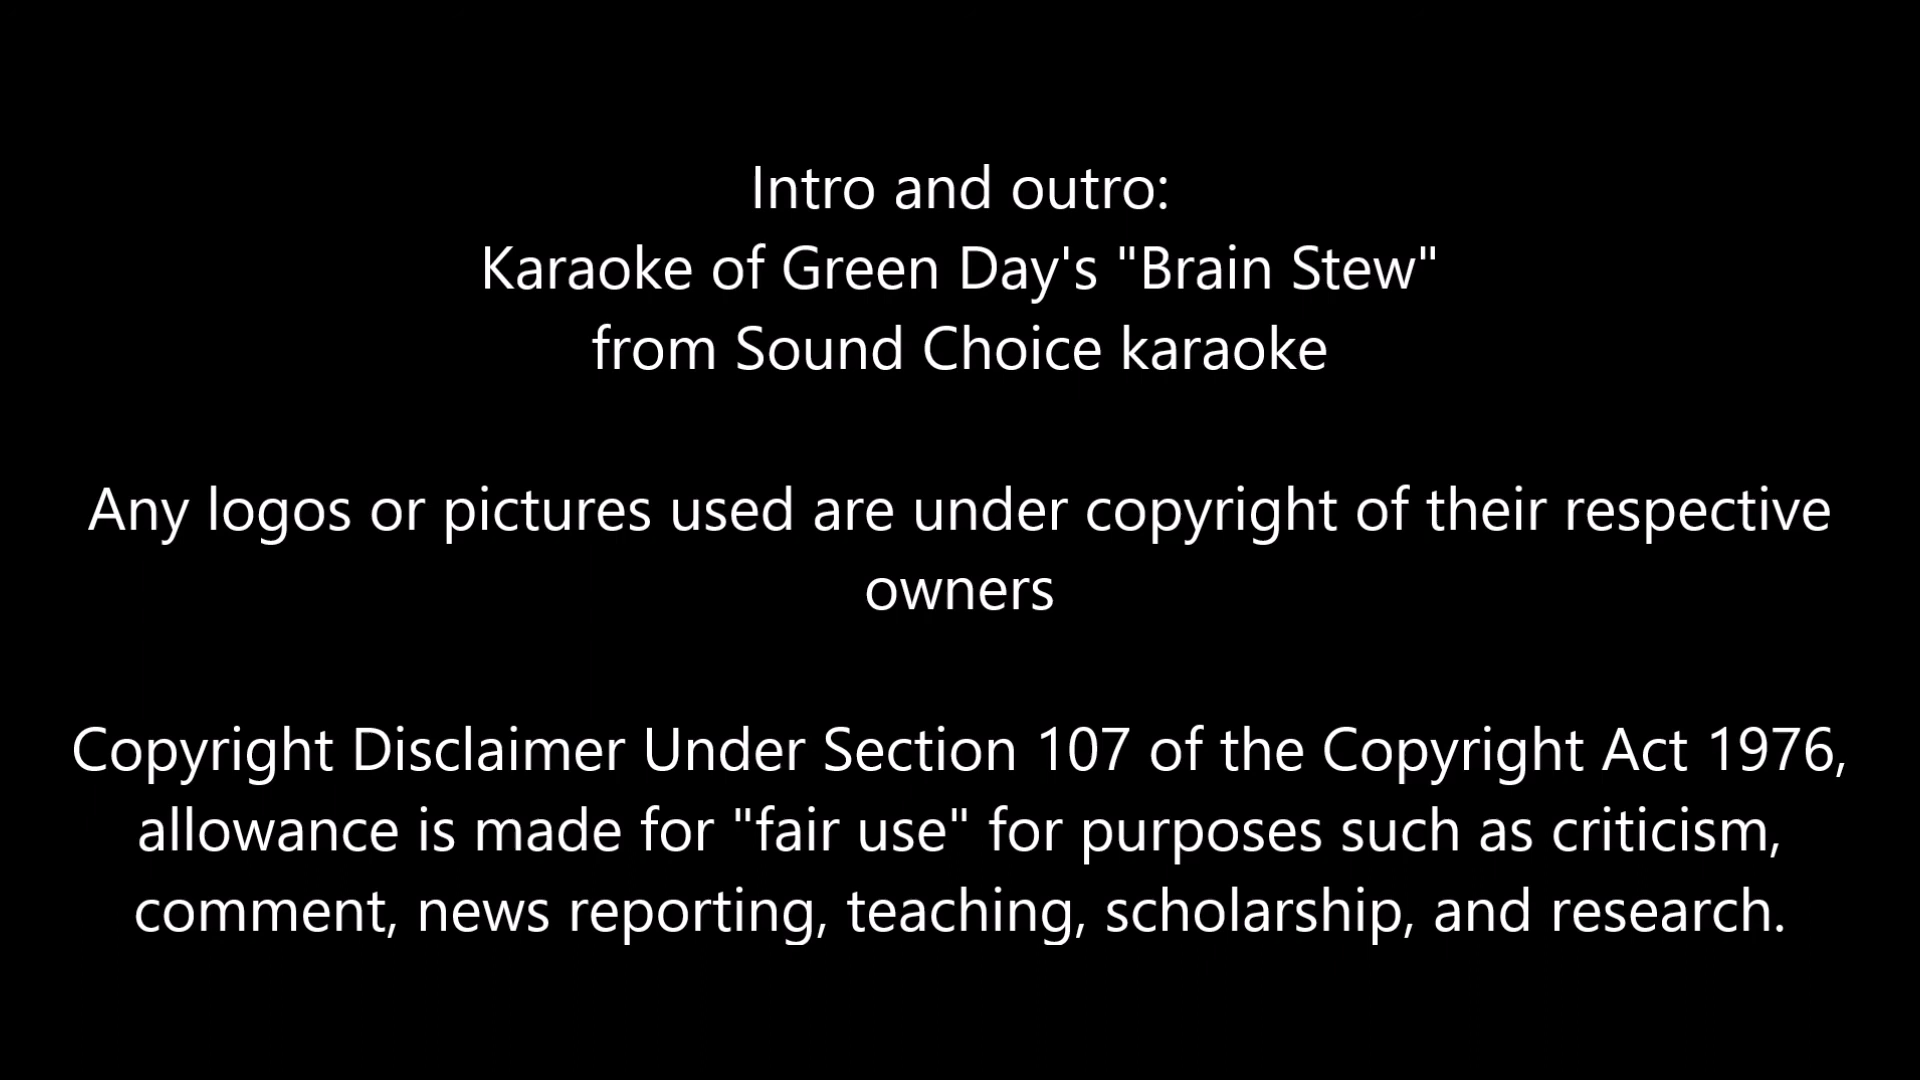 Intro and outro:
Karaoke of Green Day's "Brain Stew"
from Sound Choice karaoke
Any logos or pictures used are under copyright of their respective
owners
Copyright Disclaimer Under Section 107 of the Copyright Act 1976,
allowance is made for "fair use" for purposes such as criticism,
comment, news reporting, teaching, scholarship, and research.